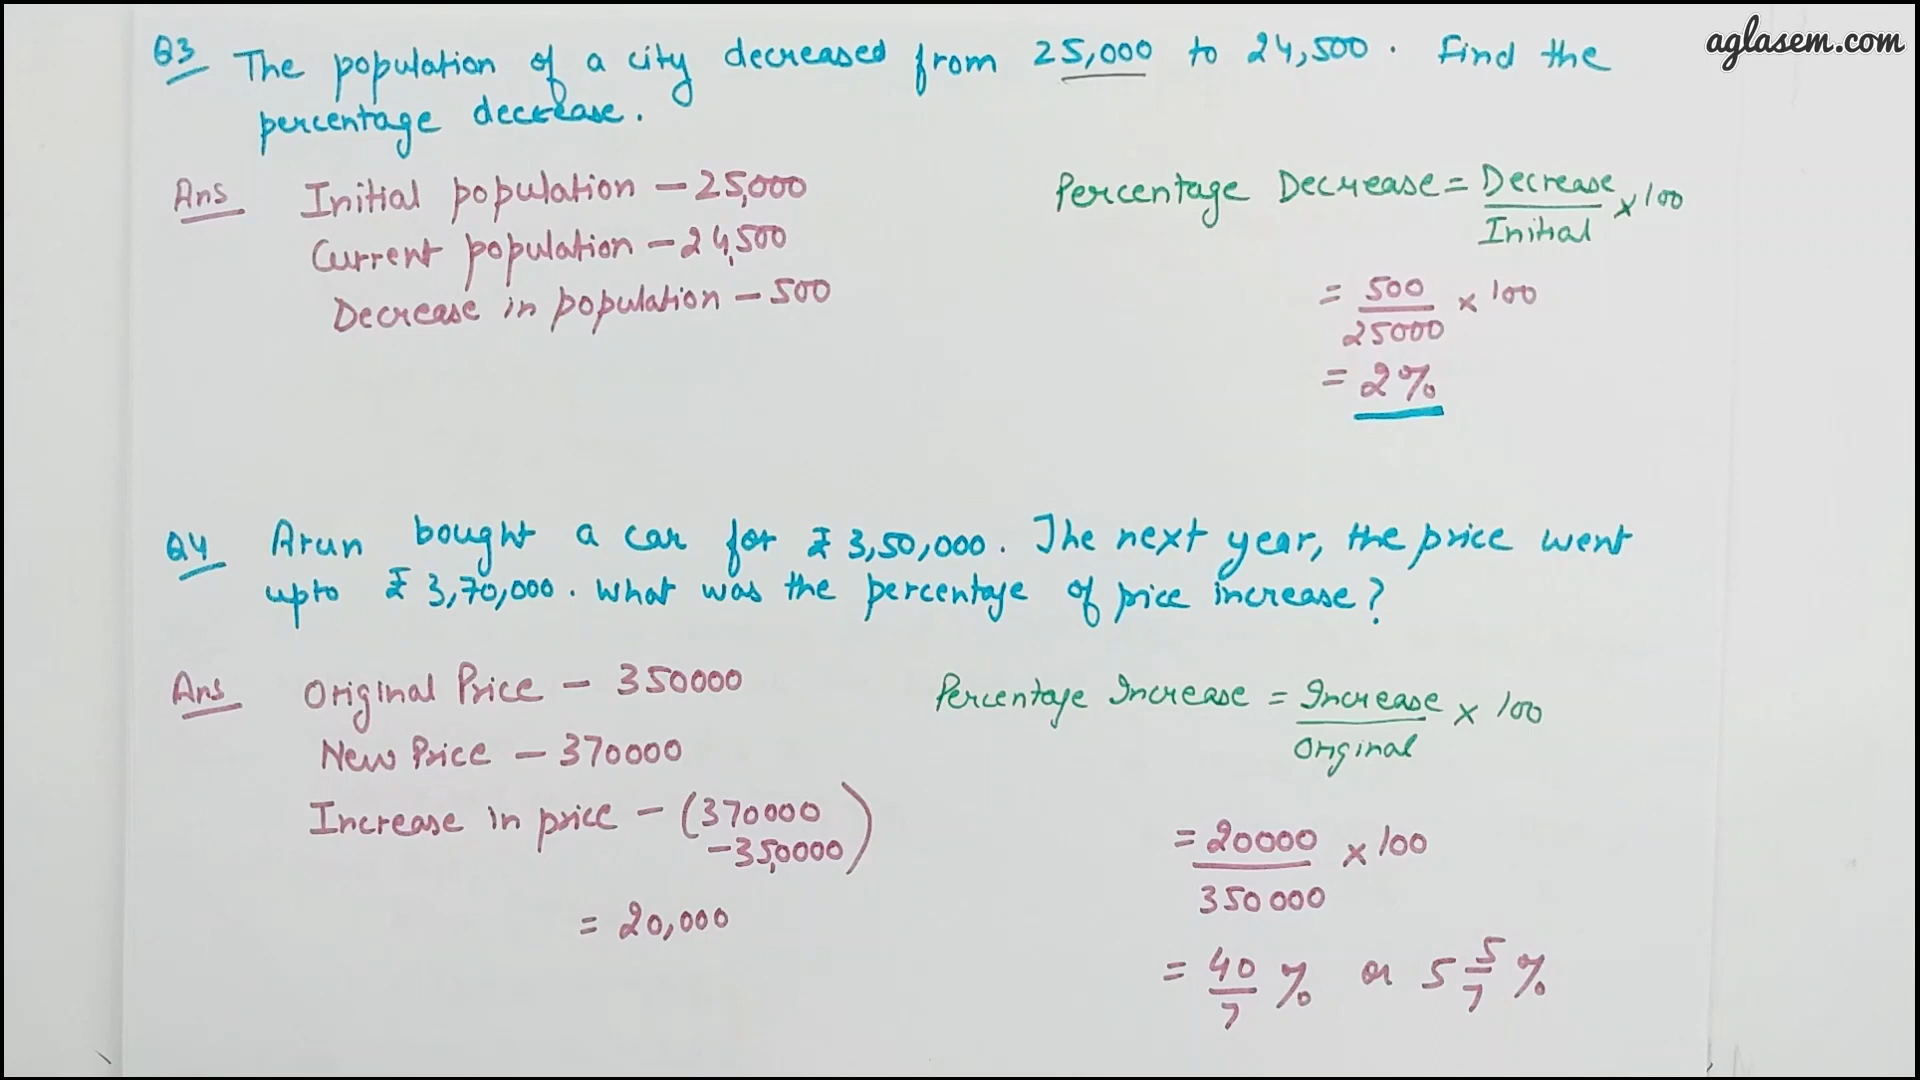 aglasem.com
Q3 The population of a city decreased from 25,000 to 24,500. Find the
percentage decrease.
Ans Initial population - 25,000
Current population - 24,500
Decrease in population - 500
Percentage Decrease = Decrease/Initial × 100
= 500/25000 × 100
= 2%
Q4 Arun bought a car for ₹ 3,50,000. The next year, the price went
upto ₹ 3,70,000. What was the percentage of price increase?
Ans Original Price - 350000
New Price - 370000
Increase in price - (370000
-35,0000)
= 20,000
Percentage Increase = Increase/Original × 100
= 20000/350000 × 100
= 40/7 % or 5 5/7 %